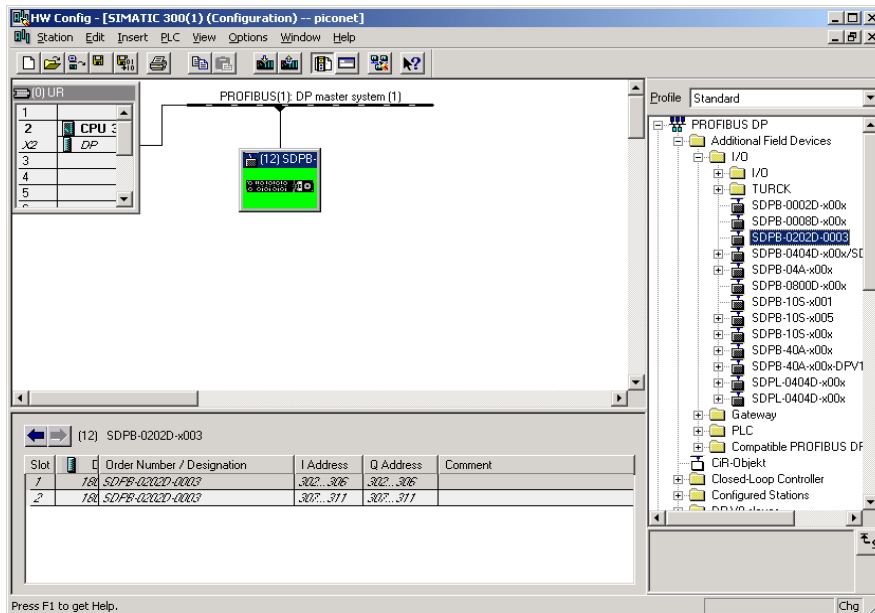 HW Config - [SIMATIC 300(1) (Configuration) -- piconet]
Station Edit Insert PLC View Options Window Help
(0) UR
1
2 CPU 3
X2 DP
3
4
5
PROFIBUS(1): DP master system (1)
(12) SDPB-
Profile Standard
PROFIBUS DP
Additional Field Devices
I/O
I/O
TURCK
SDPB-0002D-x00x
SDPB-0008D-x00x
SDPB-0202D-0003
SDPB-0404D-x00x/SD
SDPB-04A-x00x
SDPB-0800D-x00x
SDPB-10S-x001
SDPB-10S-x005
SDPB-10S-x00x
SDPB-40A-x00x
SDPB-40A-x00x-DPV1
SDPL-0404D-x00x
SDPL-0404D-x00x
Gateway
PLC
Compatible PROFIBUS DP
CiR-Objekt
Closed-Loop Controller
Configured Stations
(12) SDPB-0202D-x003
Slot D Order Number / Designation I Address Q Address Comment
1 180 SDPB-0202D-0003 302...306 302...306
2 180 SDPB-0202D-0003 307...311 307...311
Press F1 to get Help.
Chg